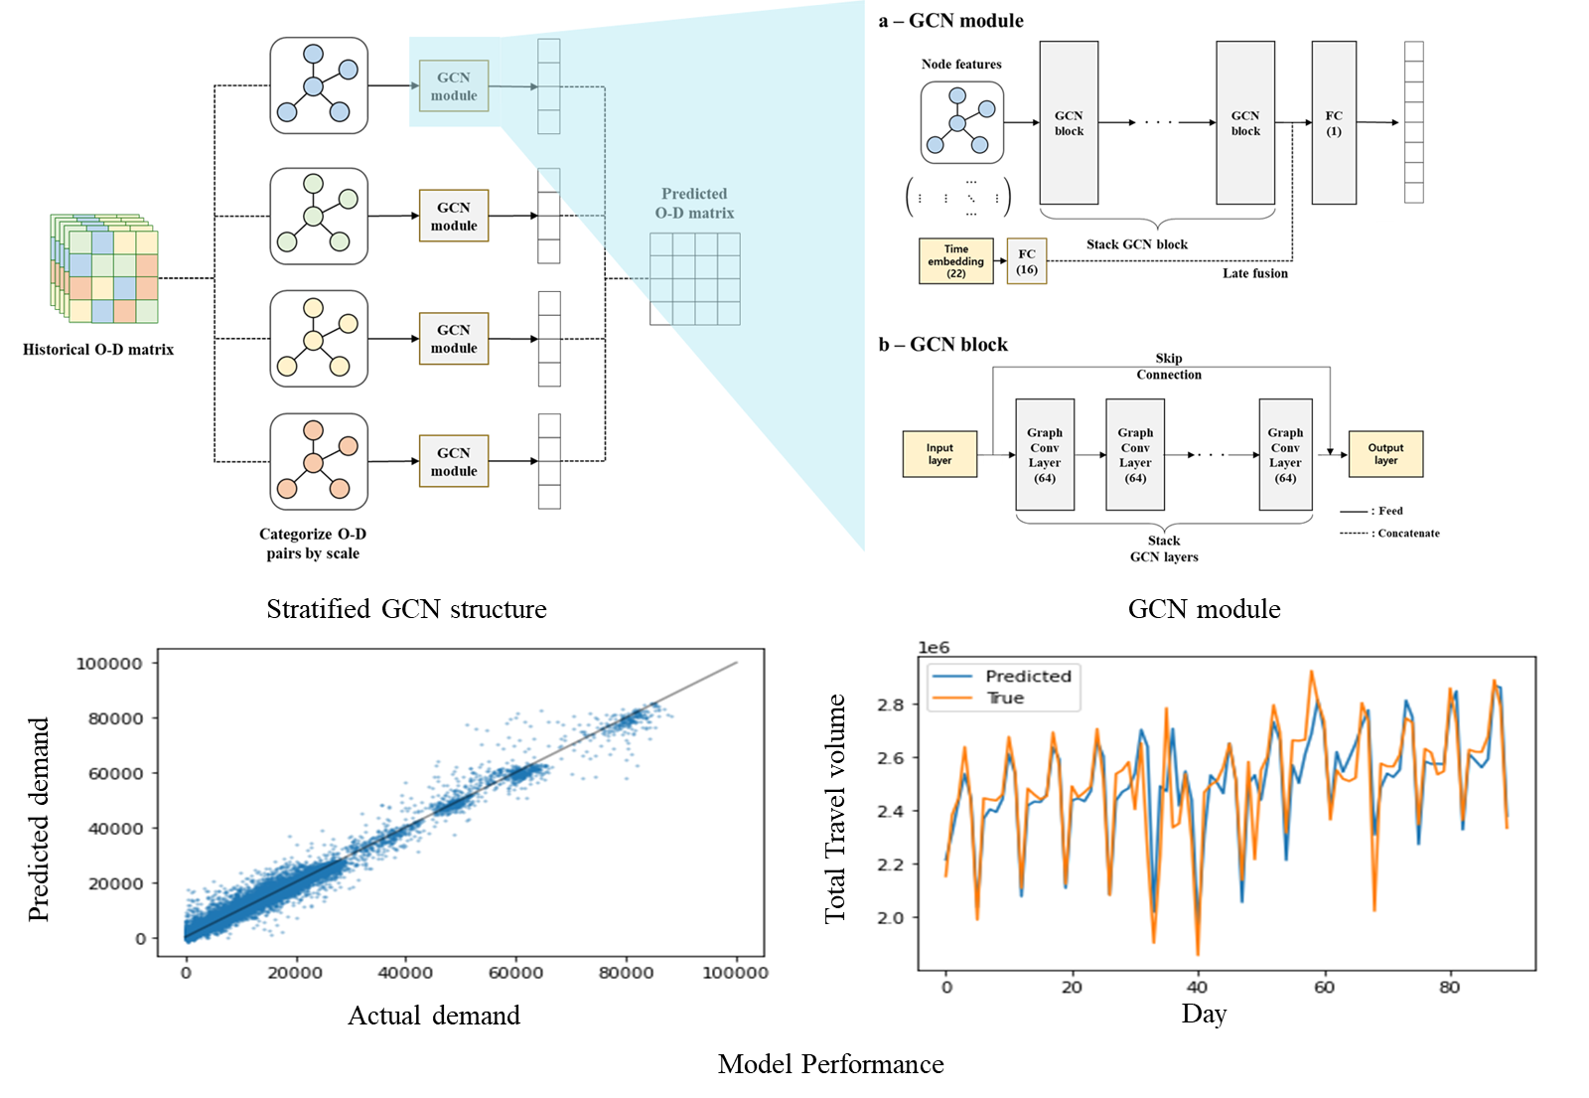 Historical O-D matrix
Categorize O-D
pairs by scale
GCN
module
GCN
module
GCN
module
GCN
module
Predicted
O-D matrix
Stratified GCN structure
a – GCN module
Node features
GCN
block
. . . .
GCN
block
FC
(1)
Stack GCN block
Time
embedding
(22)
FC
(16)
Late fusion
b – GCN block
Skip
Connection
Input
layer
Graph
Conv
Layer
(64)
Graph
Conv
Layer
(64)
. . . .
Graph
Conv
Layer
(64)
Output
layer
Stack
GCN layers
: Feed
: Concatenate
GCN module
Predicted demand
100000
80000
60000
40000
20000
0
0 20000 40000 60000 80000 100000
Actual demand
Total Travel volume
1e6
Predicted
True
2.8
2.6
2.4
2.2
2.0
0 20 40 60 80
Day
Model Performance